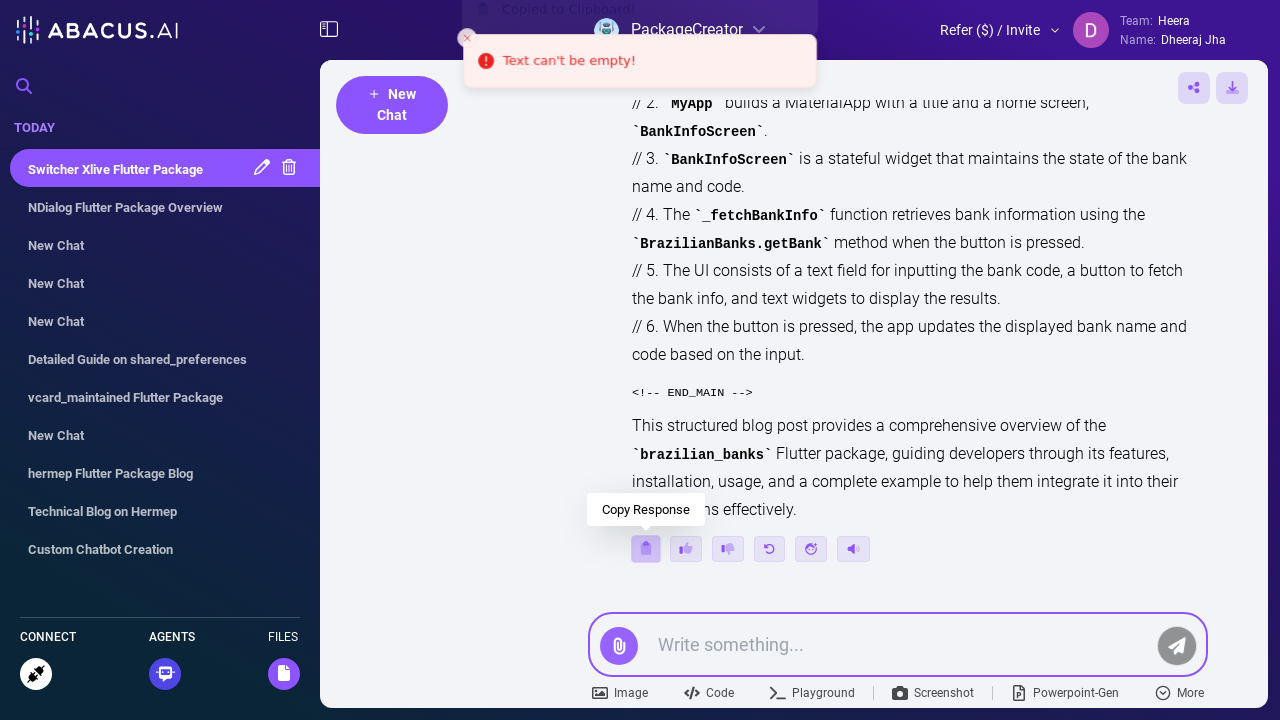 ABACUS.AI
Copied to Clipboard!
PackageCreator
Refer ($) / Invite
D
Team: Heera
Name: Dheeraj Jha
Text can't be empty!
+ New
Chat
TODAY
Switcher Xlive Flutter Package
NDialog Flutter Package Overview
New Chat
New Chat
New Chat
Detailed Guide on shared_preferences
vcard_maintained Flutter Package
New Chat
hermep Flutter Package Blog
Technical Blog on Hermep
Custom Chatbot Creation
CONNECT
AGENTS
FILES
// 2. `MyApp` builds a MaterialApp with a title and a home screen,
`BankInfoScreen`.
// 3. `BankInfoScreen` is a stateful widget that maintains the state of the bank
name and code.
// 4. The `_fetchBankInfo` function retrieves bank information using the
`BrazilianBanks.getBank` method when the button is pressed.
// 5. The UI consists of a text field for inputting the bank code, a button to fetch
the bank info, and text widgets to display the results.
// 6. When the button is pressed, the app updates the displayed bank name and
code based on the input.
<!-- END_MAIN -->
This structured blog post provides a comprehensive overview of the
`brazilian_banks` Flutter package, guiding developers through its features,
installation, usage, and a complete example to help them integrate it into their
ns effectively.
Copy Response
Write something...
Image
Code
Playground
Screenshot
Powerpoint-Gen
More